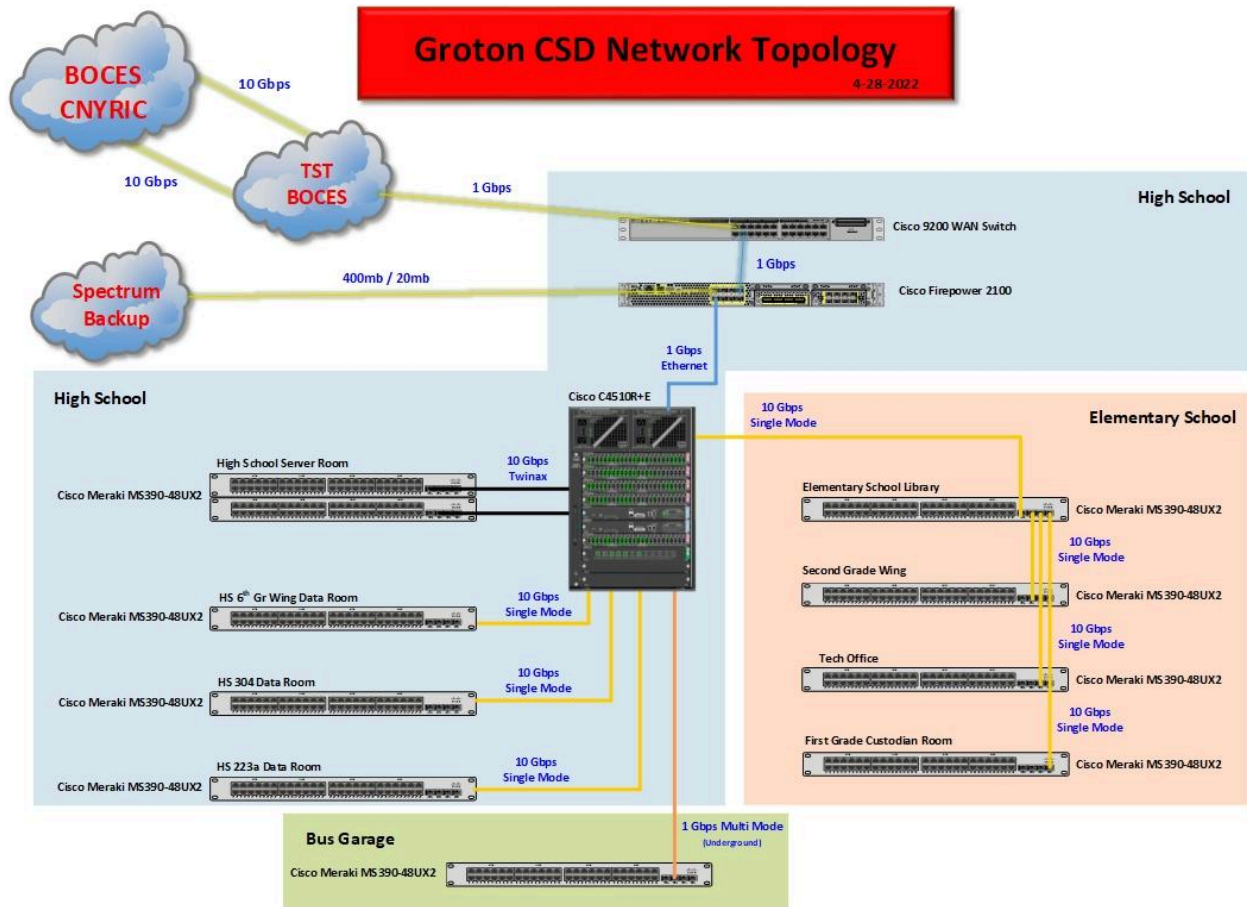 Groton CSD Network Topology
4-28-2022
BOCES
CNYRIC
10 Gbps
10 Gbps
TST
BOCES
1 Gbps
High School
Cisco 9200 WAN Switch
1 Gbps
400mb / 20mb
Spectrum
Backup
Cisco Firepower 2100
1 Gbps
Ethernet
High School
Cisco C4510R+E
High School Server Room
Cisco Meraki MS390-48UX2
10 Gbps
Twinax
HS 6th Gr Wing Data Room
Cisco Meraki MS390-48UX2
10 Gbps
Single Mode
HS 304 Data Room
Cisco Meraki MS390-48UX2
10 Gbps
Single Mode
HS 223a Data Room
Cisco Meraki MS390-48UX2
10 Gbps
Single Mode
10 Gbps
Single Mode
Elementary School
Elementary School Library
Cisco Meraki MS390-48UX2
10 Gbps
Single Mode
Second Grade Wing
Cisco Meraki MS390-48UX2
10 Gbps
Single Mode
Tech Office
Cisco Meraki MS390-48UX2
10 Gbps
Single Mode
First Grade Custodian Room
Cisco Meraki MS390-48UX2
Bus Garage
1 Gbps Multi Mode
(Underground)
Cisco Meraki MS390-48UX2